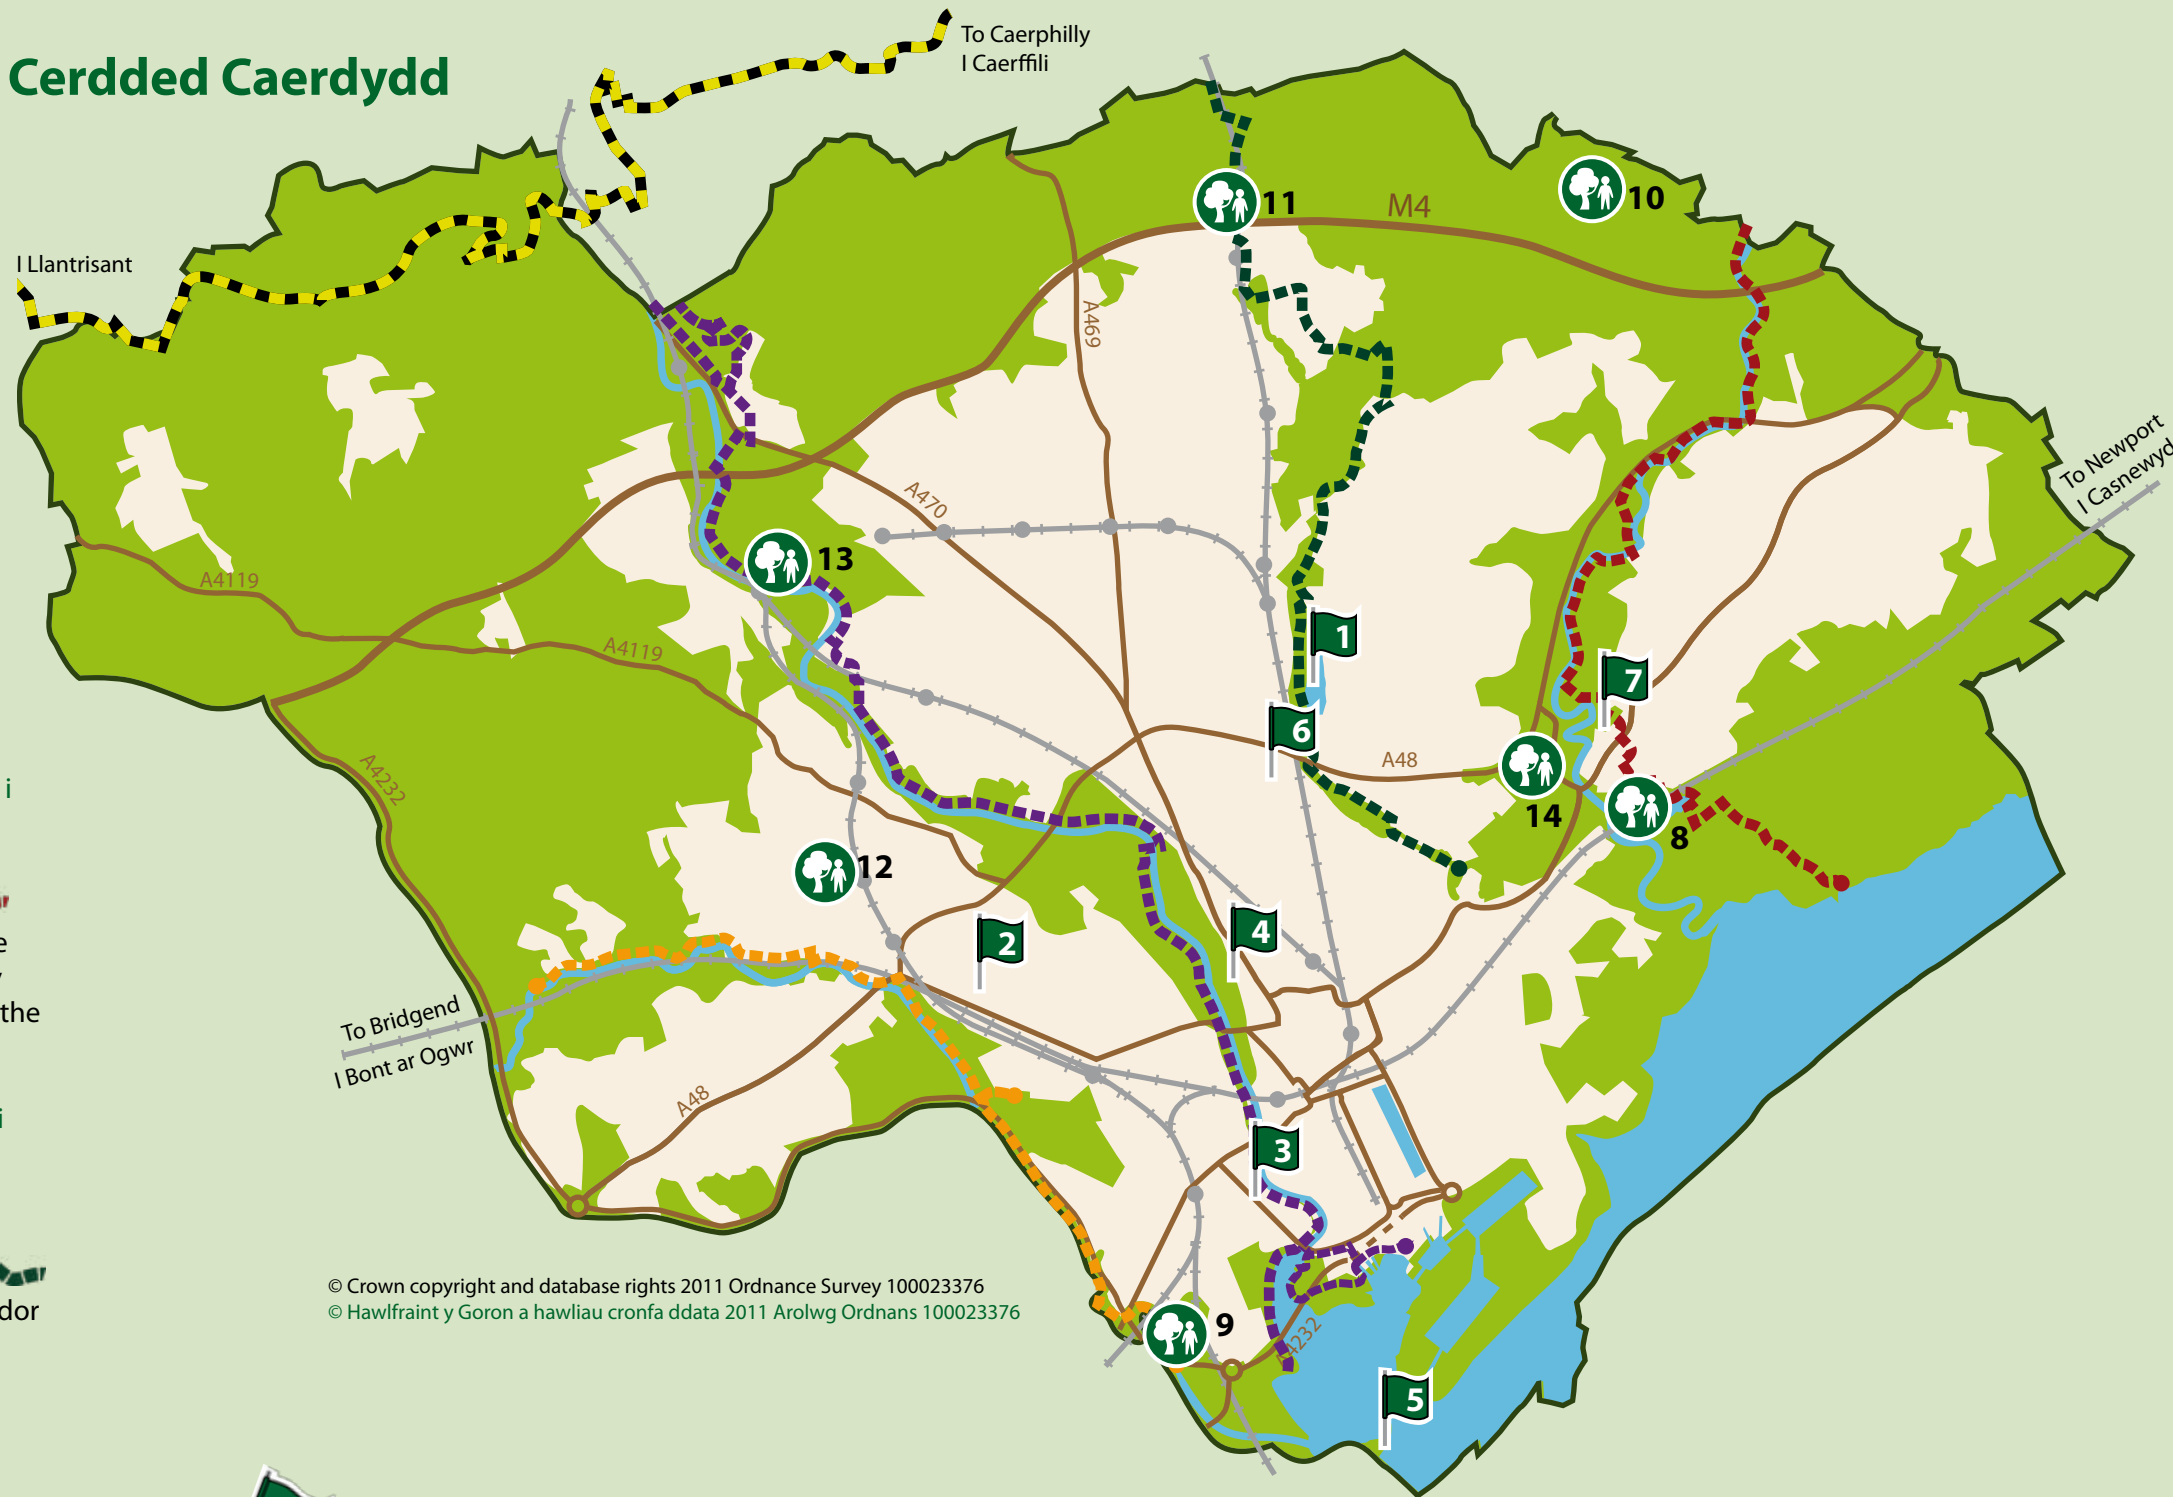 Cerdded Caerdydd
To Caerphilly
I Caerffili
I Llantrisant
11
M4
10
A469
To Newport
I Casnewyd
A470
13
A4119
A4119
1
7
6
A48
A4232
14
8
12
2
4
i
e
the
To Bridgend
I Bont ar Ogwr
A48
i
3
dor
© Crown copyright and database rights 2011 Ordnance Survey 100023376
© Hawlfraint y Goron a hawliau cronfa ddata 2011 Arolwg Ordnans 100023376
9
A4232
5